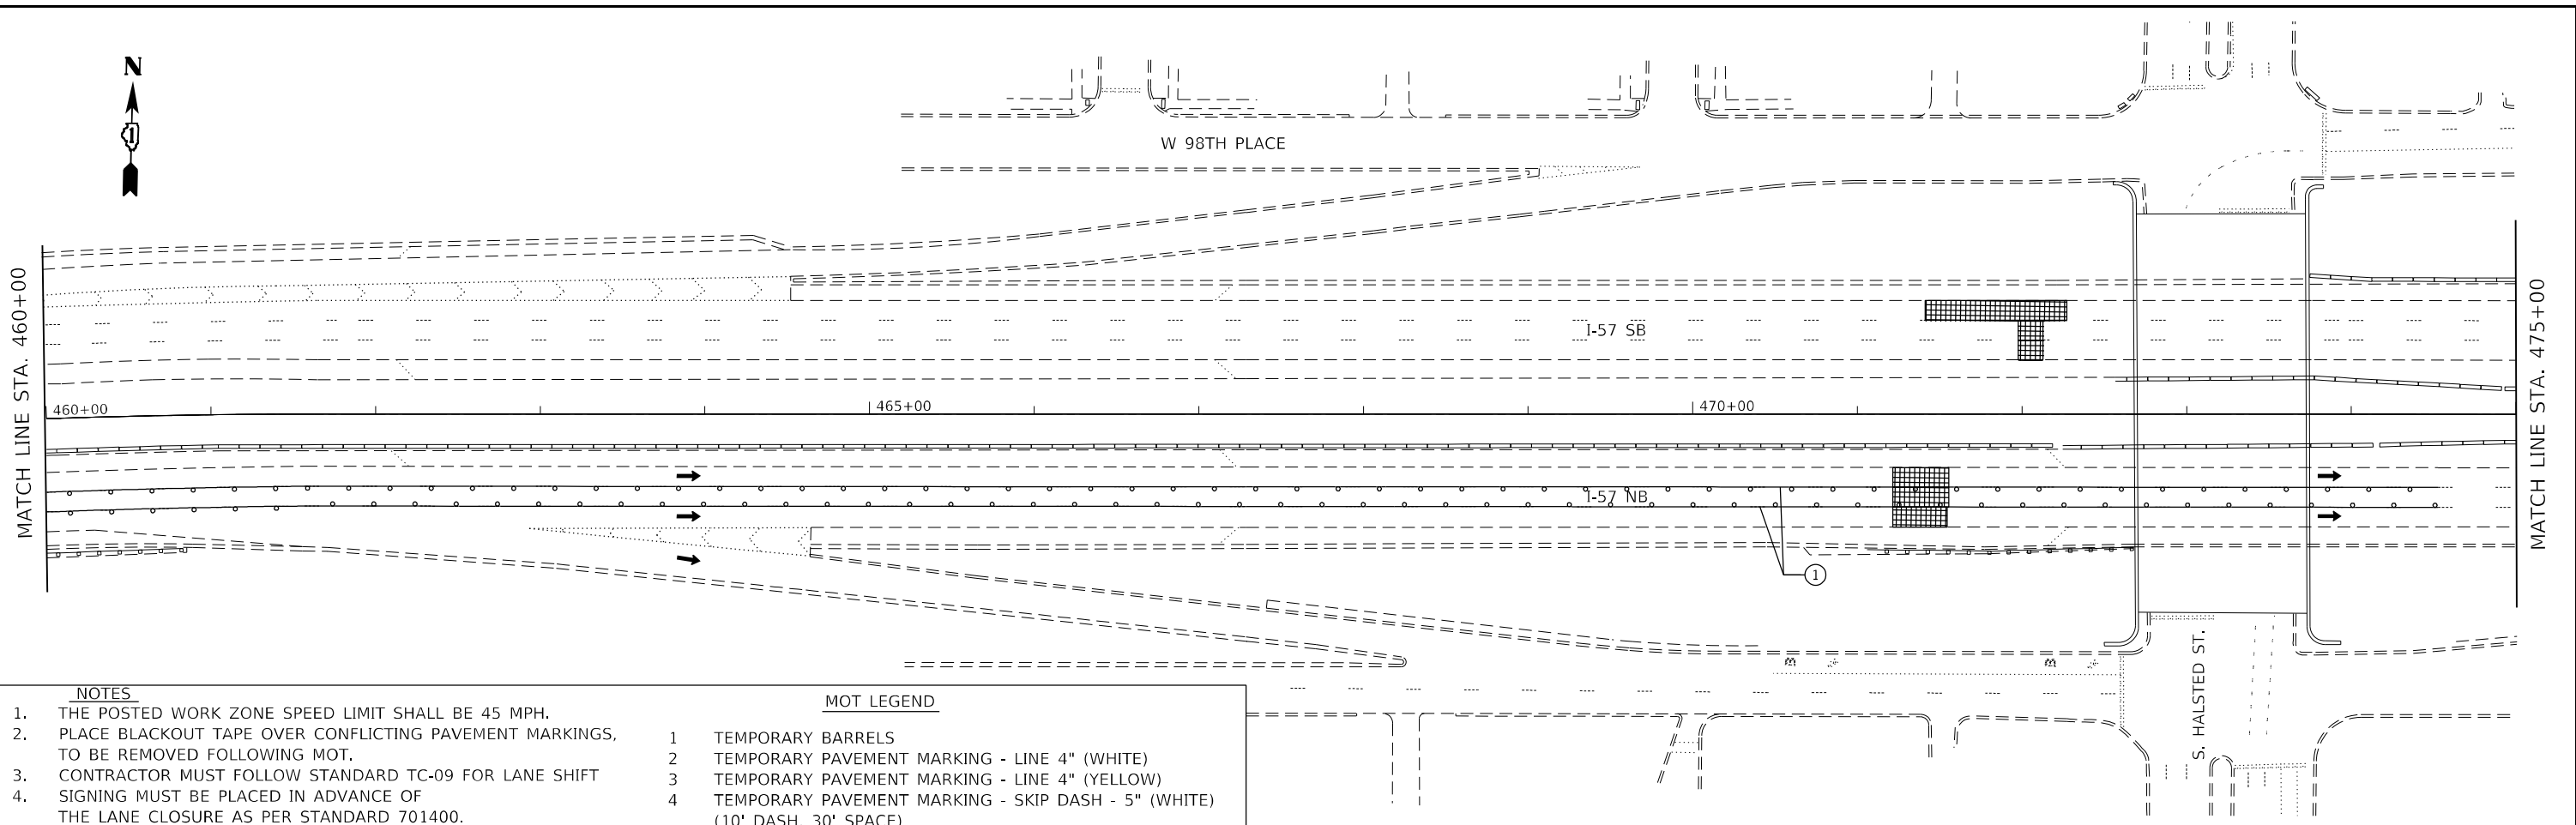 N
1
W 98TH PLACE
MATCH LINE STA. 460+00
I-57 SB
460+00
465+00
470+00
MATCH LINE STA. 475+00
I-57 NB
1
S. HALSTED ST.
NOTES
1. THE POSTED WORK ZONE SPEED LIMIT SHALL BE 45 MPH.
2. PLACE BLACKOUT TAPE OVER CONFLICTING PAVEMENT MARKINGS,
TO BE REMOVED FOLLOWING MOT.
3. CONTRACTOR MUST FOLLOW STANDARD TC-09 FOR LANE SHIFT
4. SIGNING MUST BE PLACED IN ADVANCE OF
THE LANE CLOSURE AS PER STANDARD 701400.
MOT LEGEND
1 TEMPORARY BARRELS
2 TEMPORARY PAVEMENT MARKING - LINE 4" (WHITE)
3 TEMPORARY PAVEMENT MARKING - LINE 4" (YELLOW)
4 TEMPORARY PAVEMENT MARKING - SKIP DASH - 5" (WHITE)
(10' DASH, 30' SPACE)